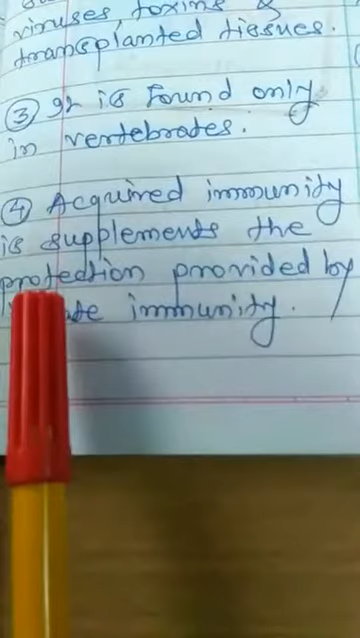 viruses, toxins &
transplanted tissues.
③ It is found only
in vertebrates.
④ Acquired immunity
is supplements the
protection provided by
immunity.